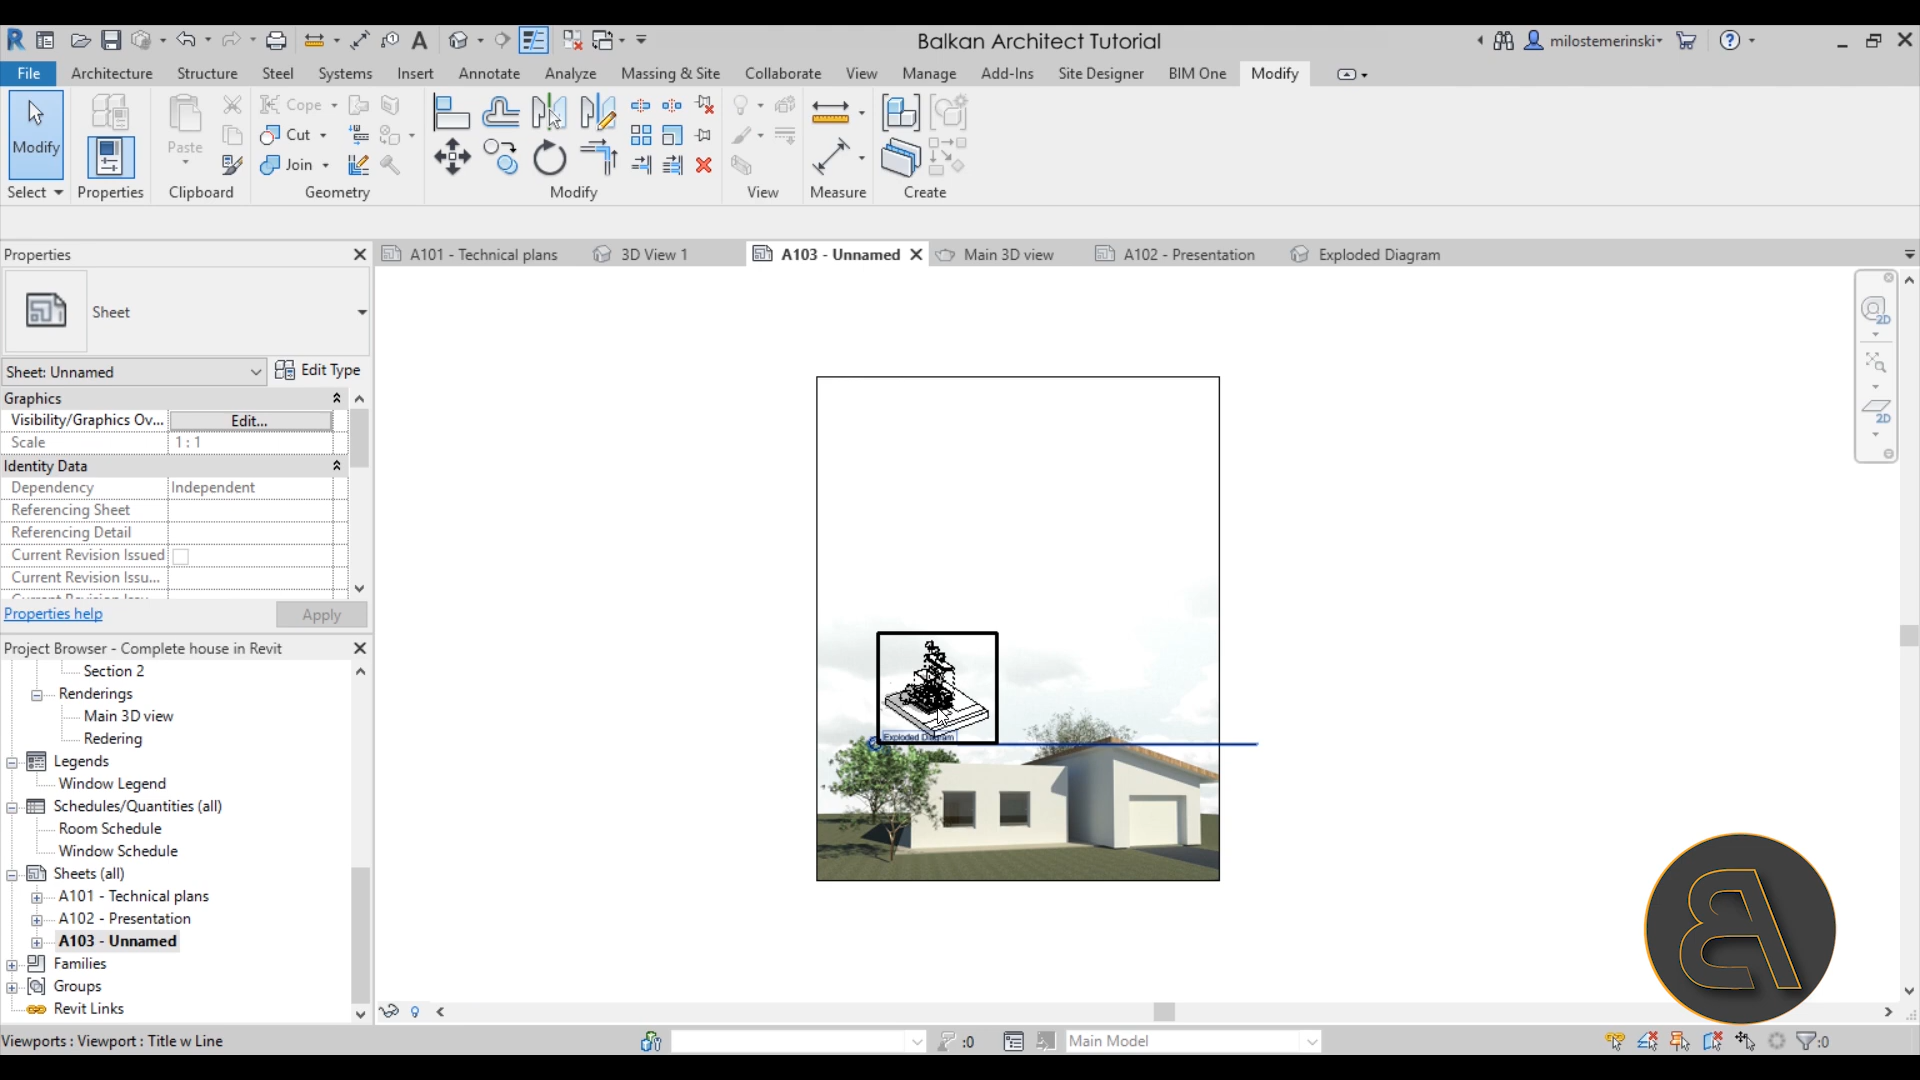 Balkan Architect Tutorial
milostemerinski
File Architecture Structure Steel Systems Insert Annotate Analyze Massing & Site Collaborate View Manage Add-Ins Site Designer BIM One Modify
Modify Properties Paste Cope Cut Join
Select Properties Clipboard Geometry Modify View Measure Create
Properties
A101 - Technical plans 3D View 1 A103 - Unnamed Main 3D view A102 - Presentation Exploded Diagram
Sheet
2D
2D
Sheet: Unnamed Edit Type
Graphics
Visibility/Graphics Ov... Edit...
Scale 1 : 1
Identity Data
Dependency Independent
Referencing Sheet
Referencing Detail
Current Revision Issued
Current Revision Issu...
Properties help Apply
Project Browser - Complete house in Revit
Section 2
Renderings
Main 3D view
Redering
Legends
Window Legend
Schedules/Quantities (all)
Room Schedule
Window Schedule
Sheets (all)
A101 - Technical plans
A102 - Presentation
A103 - Unnamed
Families
Groups
Revit Links
Exploded Diagram
Viewports : Viewport : Title w Line :0 Main Model :0